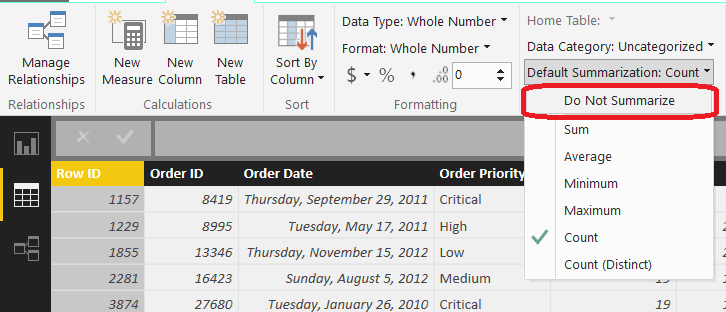 Manage Relationships
New Measure
New Column
New Table
Sort By Column
Data Type: Whole Number
Format: Whole Number
$ % , .00 0
Home Table:
Data Category: Uncategorized
Default Summarization: Count
Relationships
Calculations
Sort
Formatting
Do Not Summarize
Sum
Average
Minimum
Maximum
Count
Count (Distinct)
Row ID Order ID Order Date Order Priority
1157 8419 Thursday, September 29, 2011 Critical
1229 8995 Tuesday, May 17, 2011 High
1855 13346 Thursday, November 15, 2012 Low
2281 16423 Sunday, August 5, 2012 Medium 19
3874 27680 Tuesday, January 26, 2010 Critical 19